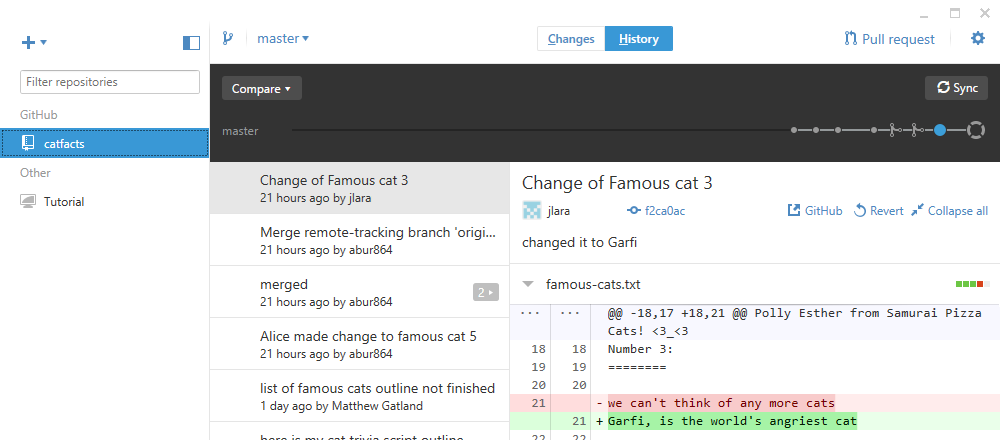 master
Changes
History
Pull request
Filter repositories
GitHub
catfacts
Other
Tutorial
Compare
Sync
master
Change of Famous cat 3
21 hours ago by jlara
Merge remote-tracking branch 'origi...
21 hours ago by abur864
merged
21 hours ago by abur864
2
Alice made change to famous cat 5
21 hours ago by abur864
list of famous cats outline not finished
1 day ago by Matthew Gatland
here is my cat trivia script outline
Change of Famous cat 3
jlara
f2ca0ac
GitHub
Revert
Collapse all
changed it to Garfi
famous-cats.txt
... ... @@ -18,17 +18,21 @@ Polly Esther from Samurai Pizza
Cats! <3_<3
18 18 Number 3:
19 19 ========
20 20
21 - we can't think of any more cats
21 + Garfi, is the world's angriest cat
22 22